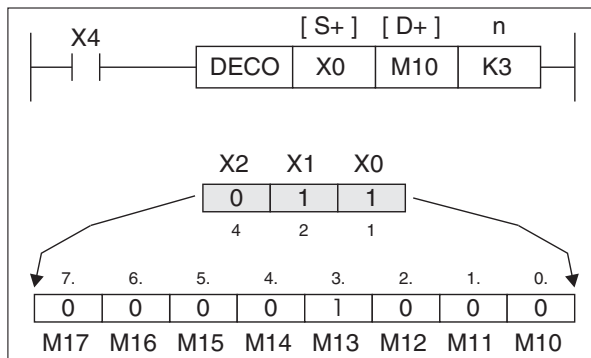 [ S+ ] [ D+ ] n
X4
DECO X0 M10 K3
X2 X1 X0
0 1 1
4 2 1
7. 6. 5. 4. 3. 2. 1. 0.
0 0 0 0 1 0 0 0
M17 M16 M15 M14 M13 M12 M11 M10